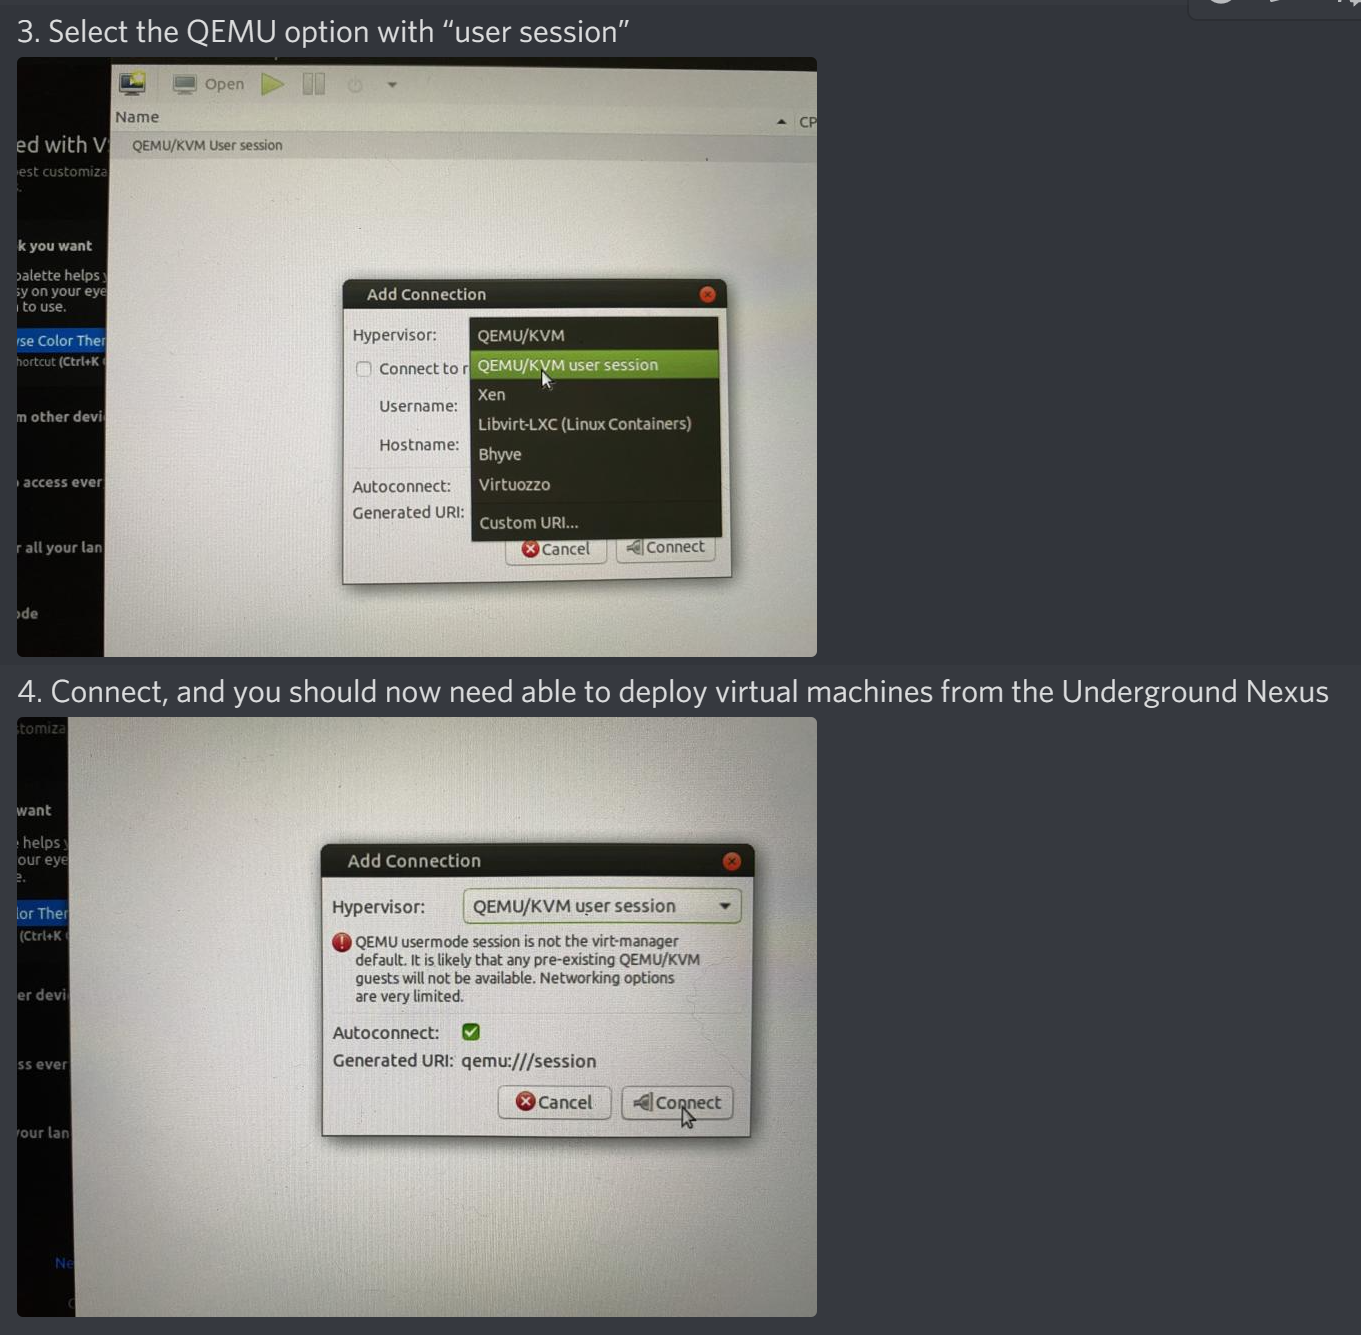 3. Select the QEMU option with “user session”
Open
Name
CP
ed with V
QEMU/KVM User session
est customiza
s.
k you want
palette helps y
sy on your eye
to use.
se Color Ther
hortcut (Ctrl+K
m other devi
access ever
r all your lan
ode
Add Connection
Hypervisor:
QEMU/KVM
QEMU/KVM user session
Connect to r
Xen
Username:
Libvirt-LXC (Linux Containers)
Hostname:
Bhyve
Autoconnect:
Virtuozzo
Generated URI:
Custom URI...
Cancel
Connect
4. Connect, and you should now need able to deploy virtual machines from the Underground Nexus
stomiza
want
helps y
our eye
e.
lor Ther
(Ctrl+K
er devi
ss ever
your lan
Ne
Add Connection
Hypervisor:
QEMU/KVM user session
QEMU usermode session is not the virt-manager
default. It is likely that any pre-existing QEMU/KVM
guests will not be available. Networking options
are very limited.
Autoconnect:
Generated URI: qemu:///session
Cancel
Connect